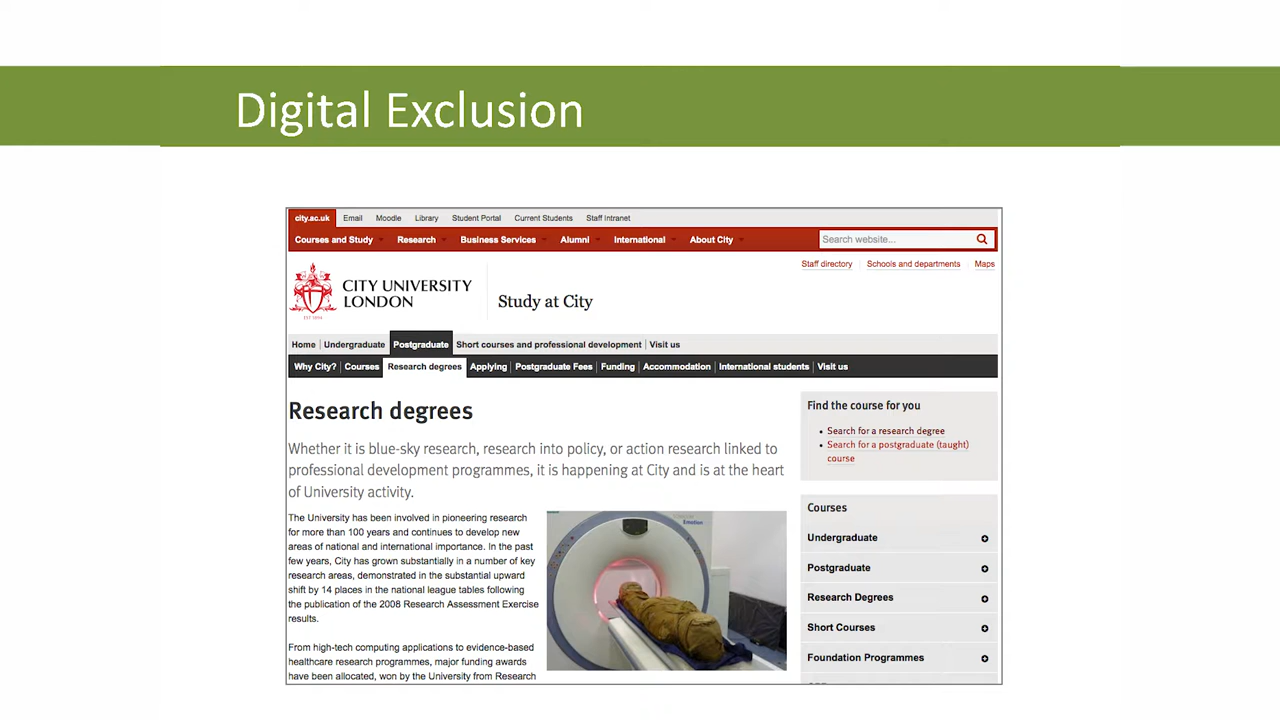 Digital Exclusion
city.ac.uk Email Moodle Library Student Portal Current Students Staff Intranet
Courses and Study Research Business Services Alumni International About City Search website...
Staff directory Schools and departments Maps
CITY UNIVERSITY
LONDON
EST 1894
Study at City
Home Undergraduate Postgraduate Short courses and professional development Visit us
Why City? Courses Research degrees Applying Postgraduate Fees Funding Accommodation International students Visit us
Research degrees
Whether it is blue-sky research, research into policy, or action research linked to
professional development programmes, it is happening at City and is at the heart
of University activity.
The University has been involved in pioneering research
for more than 100 years and continues to develop new
areas of national and international importance. In the past
few years, City has grown substantially in a number of key
research areas, demonstrated in the substantial upward
shift by 14 places in the national league tables following
the publication of the 2008 Research Assessment Exercise
results.
From high-tech computing applications to evidence-based
healthcare research programmes, major funding awards
have been allocated, won by the University from Research
Emotion
Find the course for you
• Search for a research degree
• Search for a postgraduate (taught)
course
Courses
Undergraduate
Postgraduate
Research Degrees
Short Courses
Foundation Programmes